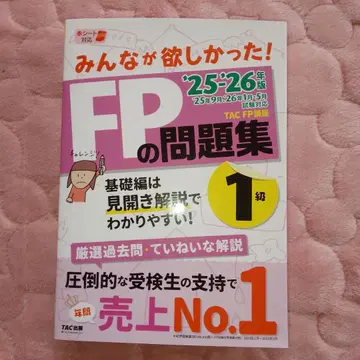 赤シート
対応
みんなが欲しかった！
'25-'26年版
'25年9月・'26年1月・5月
試験対応
TAC FP講座
FPの問題集
チャレンジ!
基礎編は
見開き解説で
わかりやすい！
1級
厳選過去問・ていねいな解説
圧倒的な受検生の支持で
年間
売上No.1
TAC出版